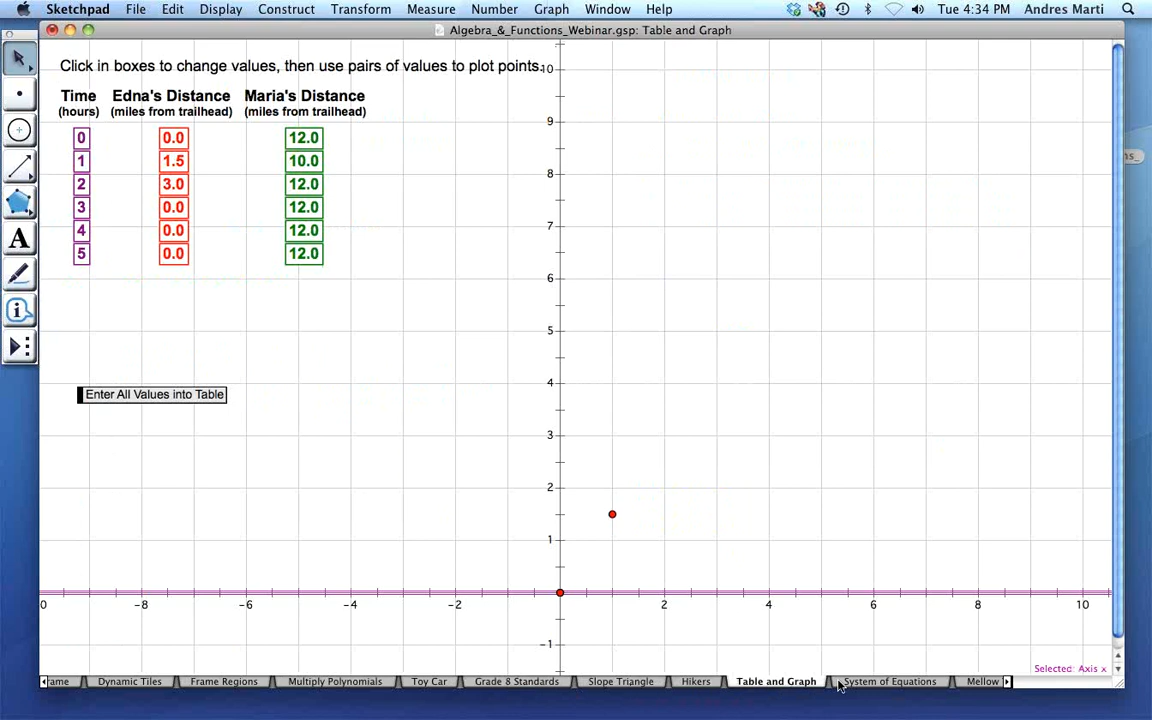 Sketchpad File Edit Display Construct Transform Measure Number Graph Window Help Tue 4:34 PM Andres Marti
Algebra_&_Functions_Webinar.gsp: Table and Graph
Click in boxes to change values, then use pairs of values to plot points.
Time Edna's Distance Maria's Distance
(hours) (miles from trailhead) (miles from trailhead)
0 0.0 12.0
1 1.5 10.0
2 3.0 12.0
3 0.0 12.0
4 0.0 12.0
5 0.0 12.0
Enter All Values into Table
10
9
8
7
6
5
4
3
2
1
0 -8 -6 -4 -2 2 4 6 8 10
-1
A
ns_
Selected: Axis x
rame Dynamic Tiles Frame Regions Multiply Polynomials Toy Car Grade 8 Standards Slope Triangle Hikers Table and Graph System of Equations Mellow